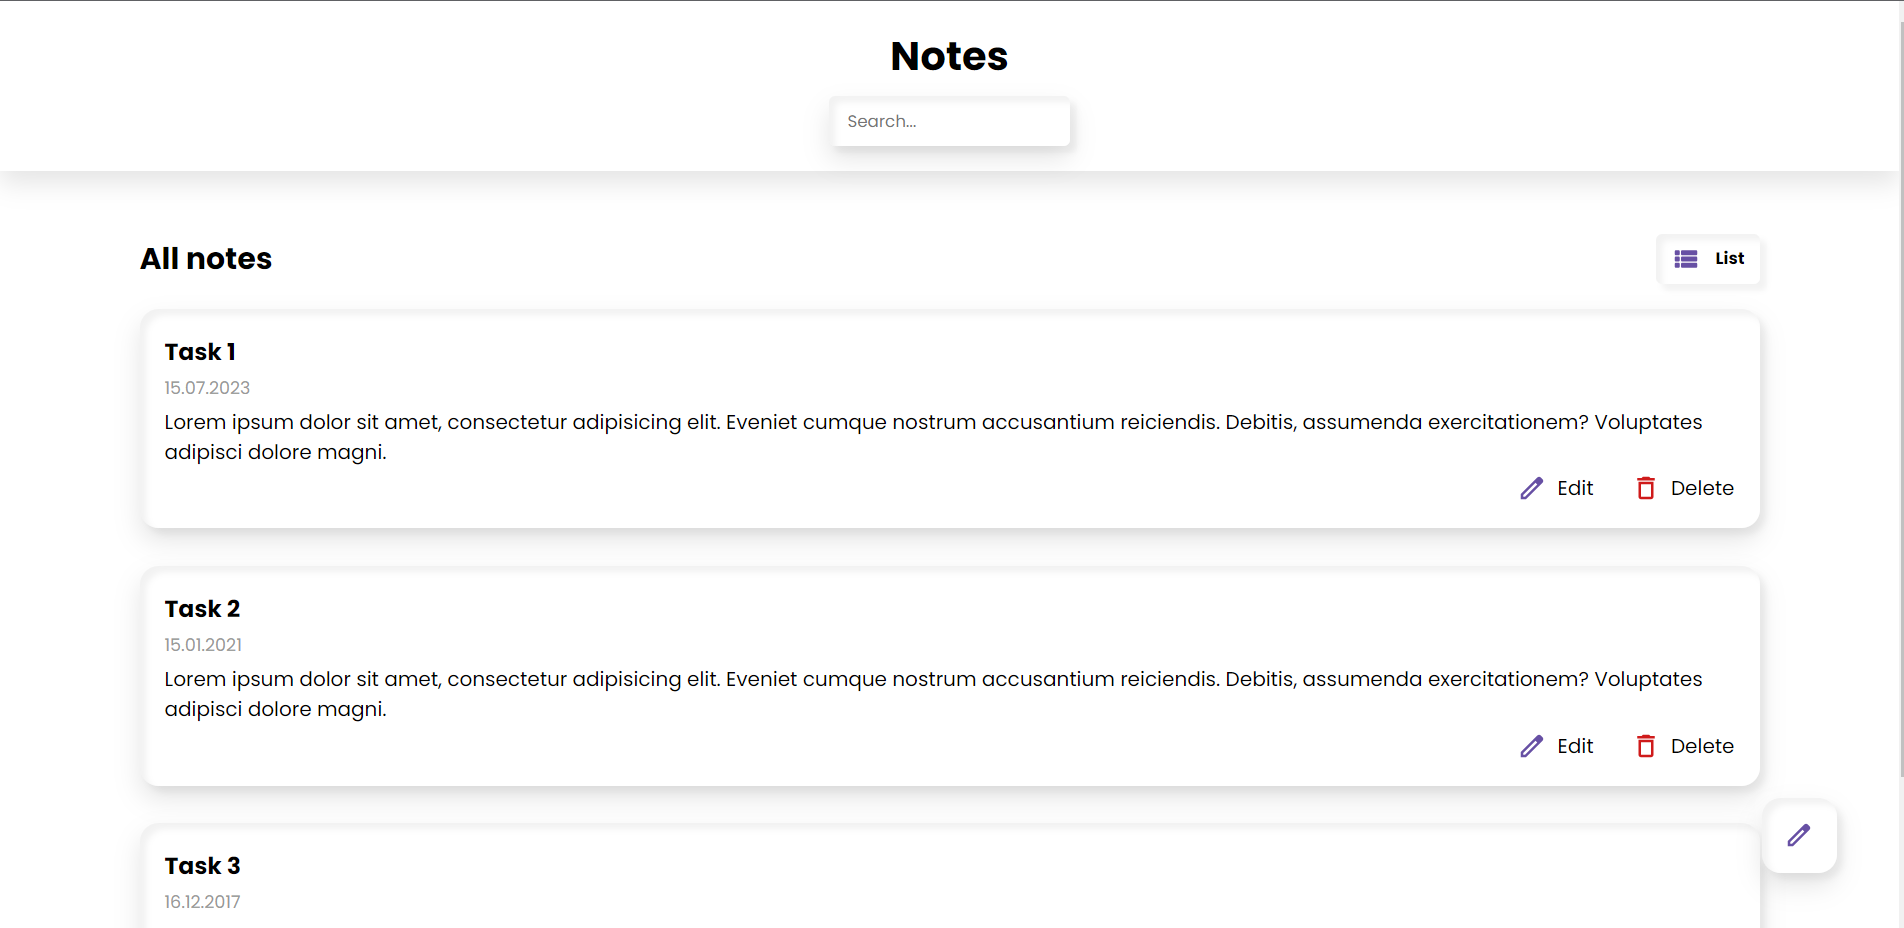 Notes
Search...
All notes
List
Task 1
15.07.2023
Lorem ipsum dolor sit amet, consectetur adipisicing elit. Eveniet cumque nostrum accusantium reiciendis. Debitis, assumenda exercitationem? Voluptates
adipisci dolore magni.
Edit
Delete
Task 2
15.01.2021
Lorem ipsum dolor sit amet, consectetur adipisicing elit. Eveniet cumque nostrum accusantium reiciendis. Debitis, assumenda exercitationem? Voluptates
adipisci dolore magni.
Edit
Delete
Task 3
16.12.2017